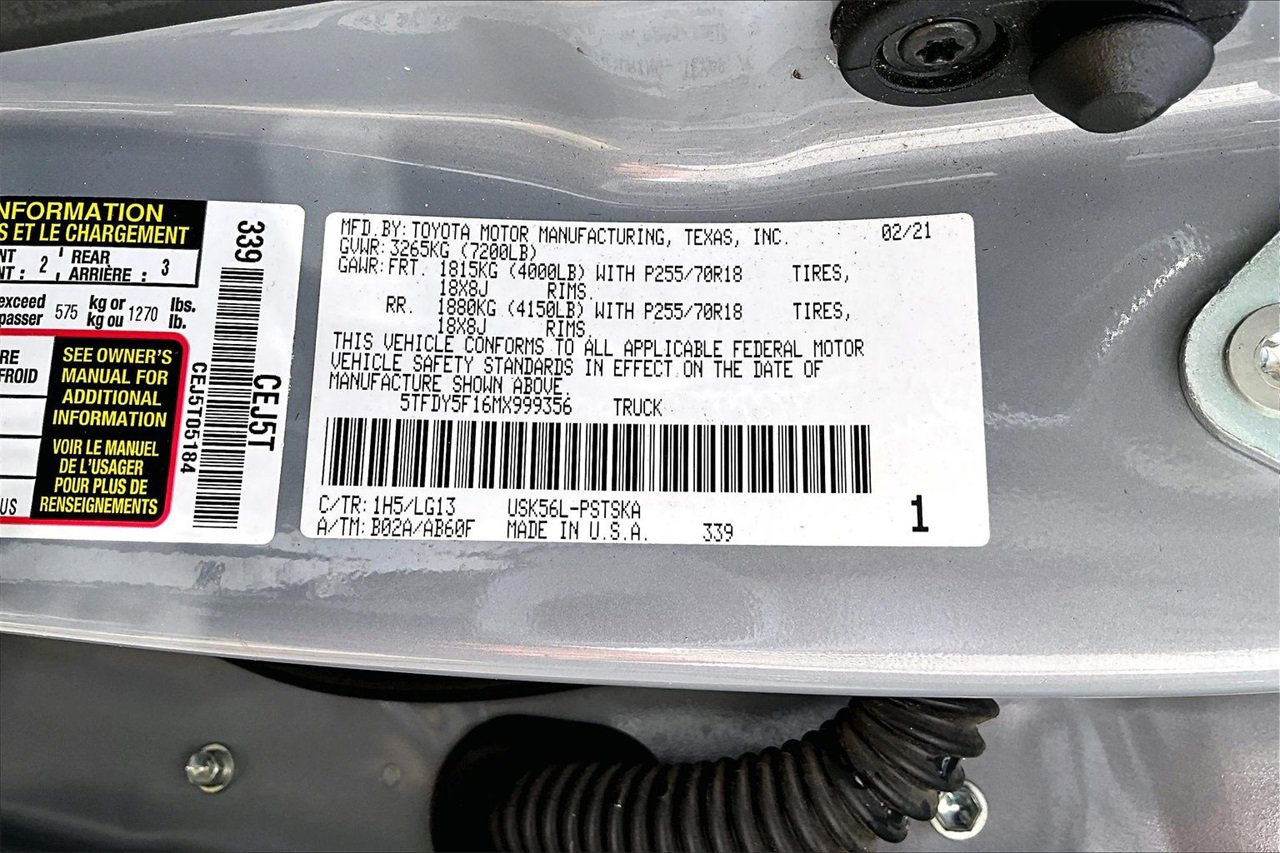 NFORMATION
S ET LE CHARGEMENT
NT : 2 REAR
ARRIÈRE : 3
exceed 575 kg or 1270 lbs.
passer kg ou lb.
RE
FROID
SEE OWNER'S
MANUAL FOR
ADDITIONAL
INFORMATION
VOIR LE MANUEL
DE L'USAGER
POUR PLUS DE
RENSEIGNEMENTS
US
CEJ5T05184
339
CEJ5T
MFD.BY: TOYOTA MOTOR MANUFACTURING, TEXAS, INC. 02/21
GVWR: 3265KG (7200LB)
GAWR: FRT. 1815KG (4000LB) WITH P255/70R18 TIRES,
18X8J RIMS.
RR. 1880KG (4150LB) WITH P255/70R18 TIRES,
18X8J RIMS.
THIS VEHICLE CONFORMS TO ALL APPLICABLE FEDERAL MOTOR
VEHICLE SAFETY STANDARDS IN EFFECT ON THE DATE OF
MANUFACTURE SHOWN ABOVE.
5TFDY5F16MX999356 TRUCK
C/TR: 1H5/LG13 USK56L-PSTSKA
A/TM: B02A/AB60F MADE IN U.S.A. 339
1